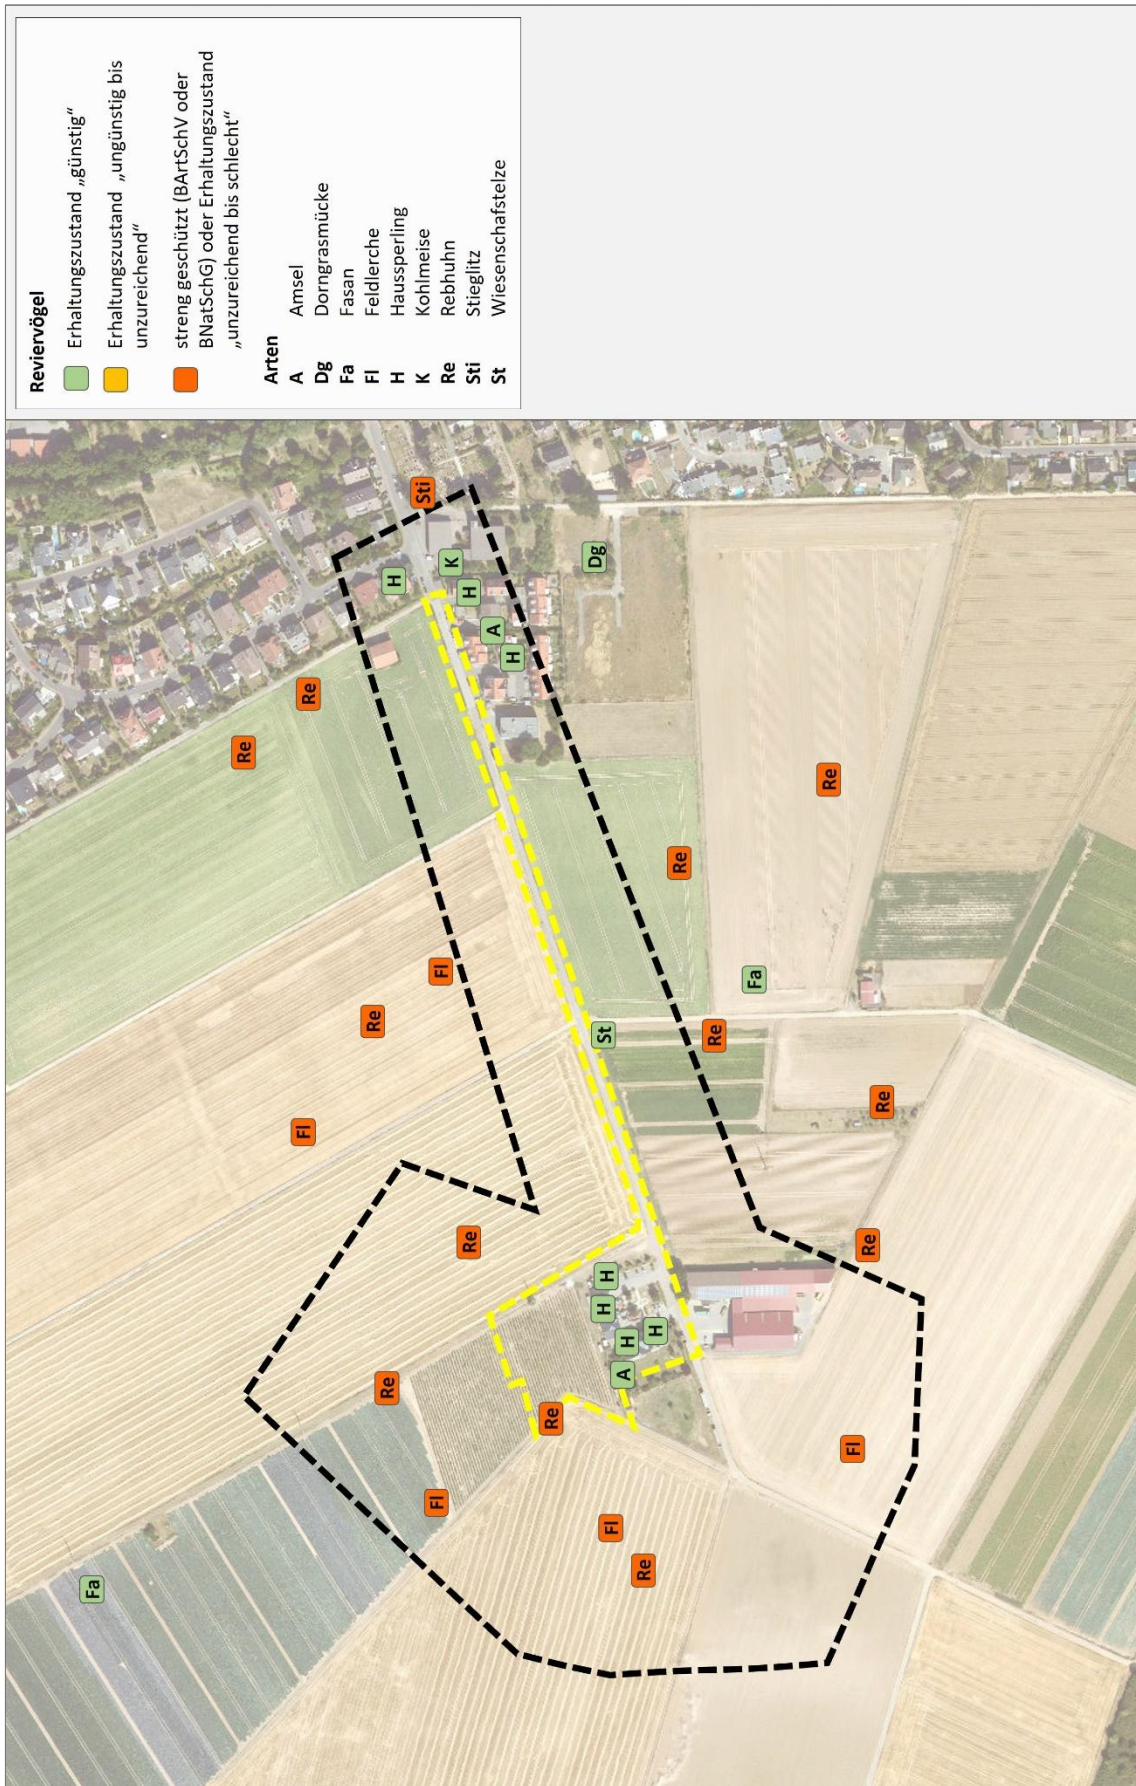 Reviervögel
Erhaltungszustand „günstig“
Erhaltungszustand „ungünstig bis
unzureichend“
streng geschützt (BArtSchV oder
BNatSchG) oder Erhaltungszustand
„unzureichend bis schlecht“
Arten
A Amsel
Dg Dorngrasmücke
Fa Fasan
Fl Feldlerche
H Haussperling
K Kohlmeise
Re Rebhuhn
Sti Stieglitz
St Wiesenschafstelze
Fa
Re
Fl
Re
Re
Re
H
Sti
Fl
Fl
K
Re
H
A
H
Re
Dg
H
St
H
Fl
A
H
Re
H
Re
Re
Fa
Re
Fl
Re
Re